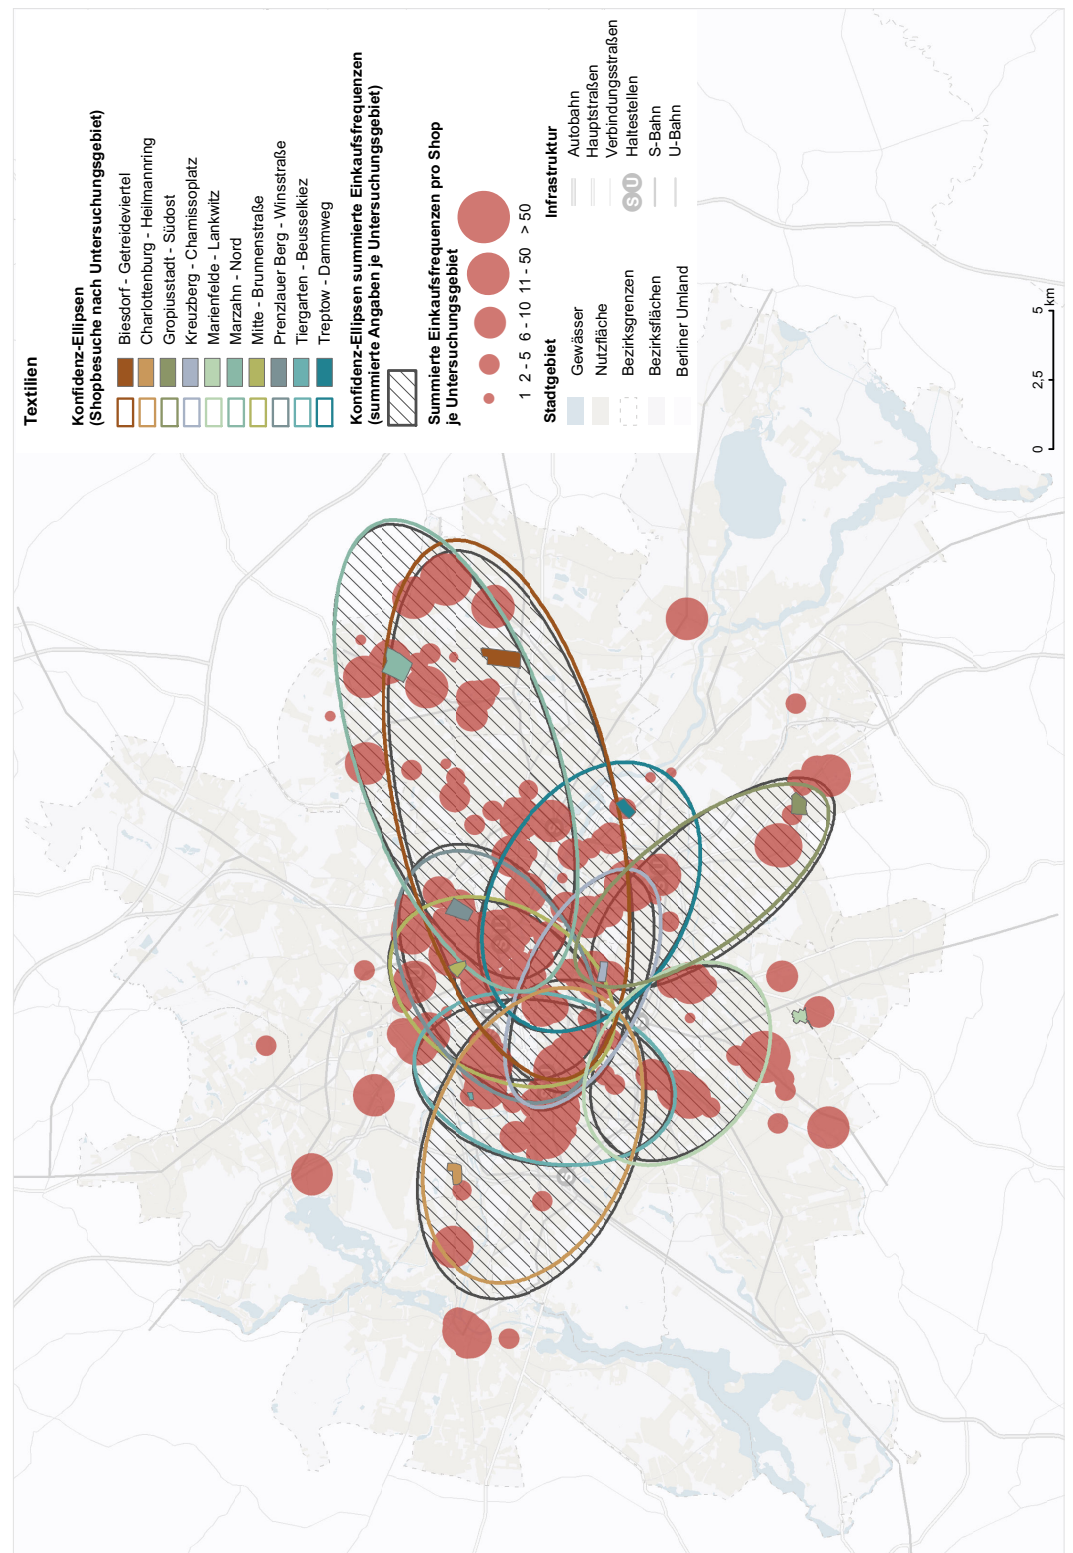 Textilien
Konfidenz-Ellipsen
(Shopbesuche nach Untersuchungsgebiet)
Biesdorf - Getreideviertel
Charlottenburg - Heilmannring
Gropiusstadt - Südost
Kreuzberg - Chamissoplatz
Marienfelde - Lankwitz
Marzahn - Nord
Mitte - Brunnenstraße
Prenzlauer Berg - Winsstraße
Tiergarten - Beusselkiez
Treptow - Dammweg
Konfidenz-Ellipsen summierte Einkaufsfrequenzen
(summierte Angaben je Untersuchungsgebiet)
Summierte Einkaufsfrequenzen pro Shop
je Untersuchungsgebiet
1 2 - 5 6 - 10 11 - 50 > 50
Stadtgebiet
Gewässer
Nutzfläche
Bezirksgrenzen
Bezirksflächen
Berliner Umland
Infrastruktur
Autobahn
Hauptstraßen
Verbindungsstraßen
S U Haltestellen
S-Bahn
U-Bahn
0 2,5 5
km